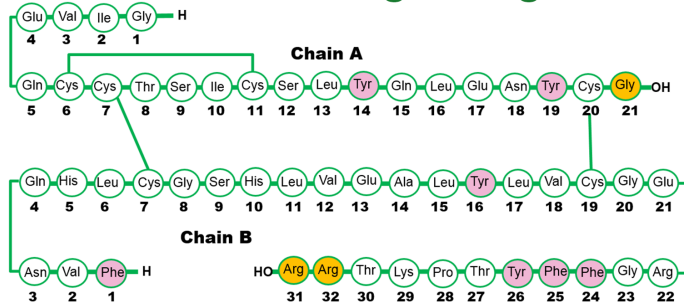 Glu Val Ile Gly H
4 3 2 1
Chain A
Gln Cys Cys Thr Ser Ile Cys Ser Leu Tyr Gln Leu Glu Asn Tyr Cys Gly OH
5 6 7 8 9 10 11 12 13 14 15 16 17 18 19 20 21
Gln His Leu Cys Gly Ser His Leu Val Glu Ala Leu Tyr Leu Val Cys Gly Glu
4 5 6 7 8 9 10 11 12 13 14 15 16 17 18 19 20 21
Chain B
Asn Val Phe H HO Arg Arg Thr Lys Pro Thr Tyr Phe Phe Gly Arg
3 2 1 31 32 30 29 28 27 26 25 24 23 22